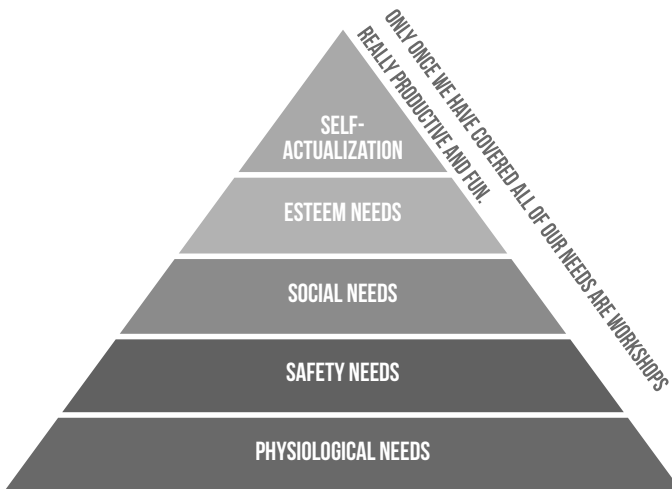 ONLY ONCE WE HAVE COVERED ALL OF OUR NEEDS ARE WORKSHOPS
REALLY PRODUCTIVE AND FUN.
SELF-
ACTUALIZATION
ESTEEM NEEDS
SOCIAL NEEDS
SAFETY NEEDS
PHYSIOLOGICAL NEEDS